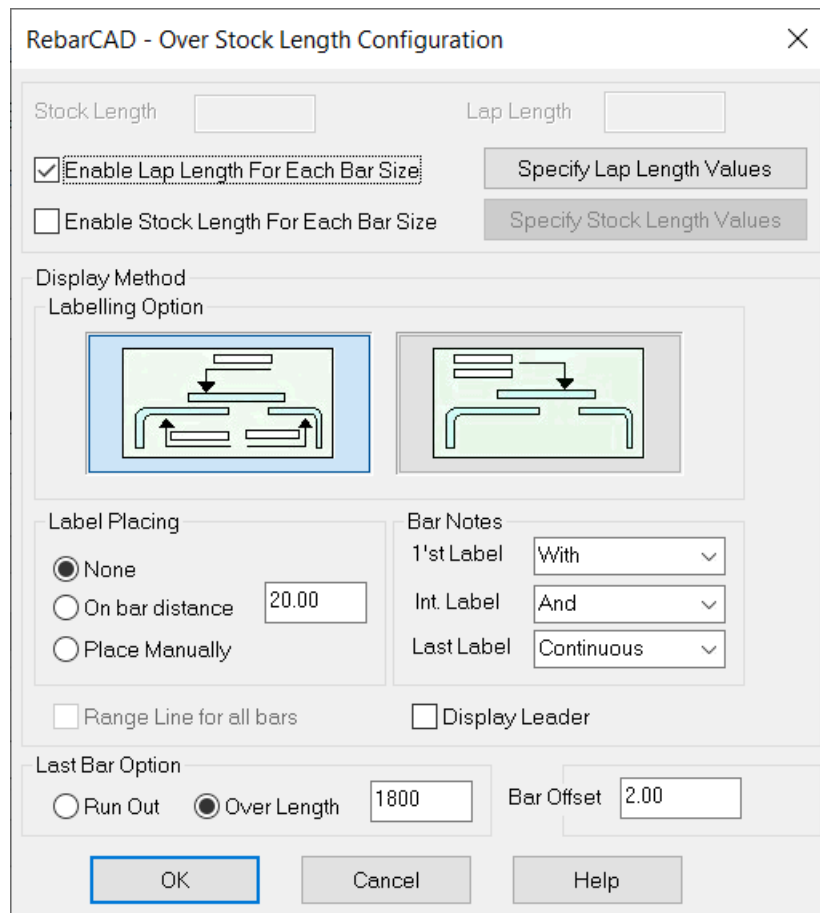 RebarCAD - Over Stock Length Configuration
Stock Length Lap Length
Enable Lap Length For Each Bar Size Specify Lap Length Values
Enable Stock Length For Each Bar Size Specify Stock Length Values
Display Method
Labelling Option
Label Placing
None
On bar distance 20.00
Place Manually
Bar Notes
1'st Label With
Int. Label And
Last Label Continuous
Range Line for all bars Display Leader
Last Bar Option
Run Out Over Length 1800 Bar Offset 2.00
OK Cancel Help